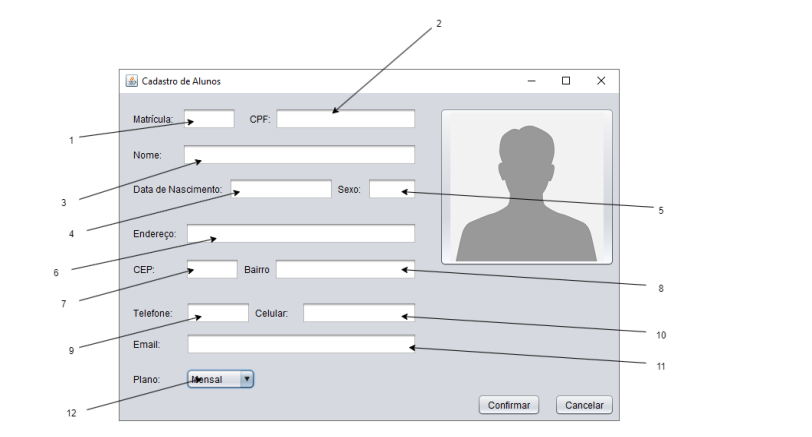 2
Cadastro de Alunos
Matrícula: CPF:
1
Nome:
3
Data de Nascimento: Sexo:
5
4
Endereço:
6
CEP: Bairro
8
7
Telefone: Celular:
10
Email:
9
11
Plano: Mensal
12
Confirmar Cancelar